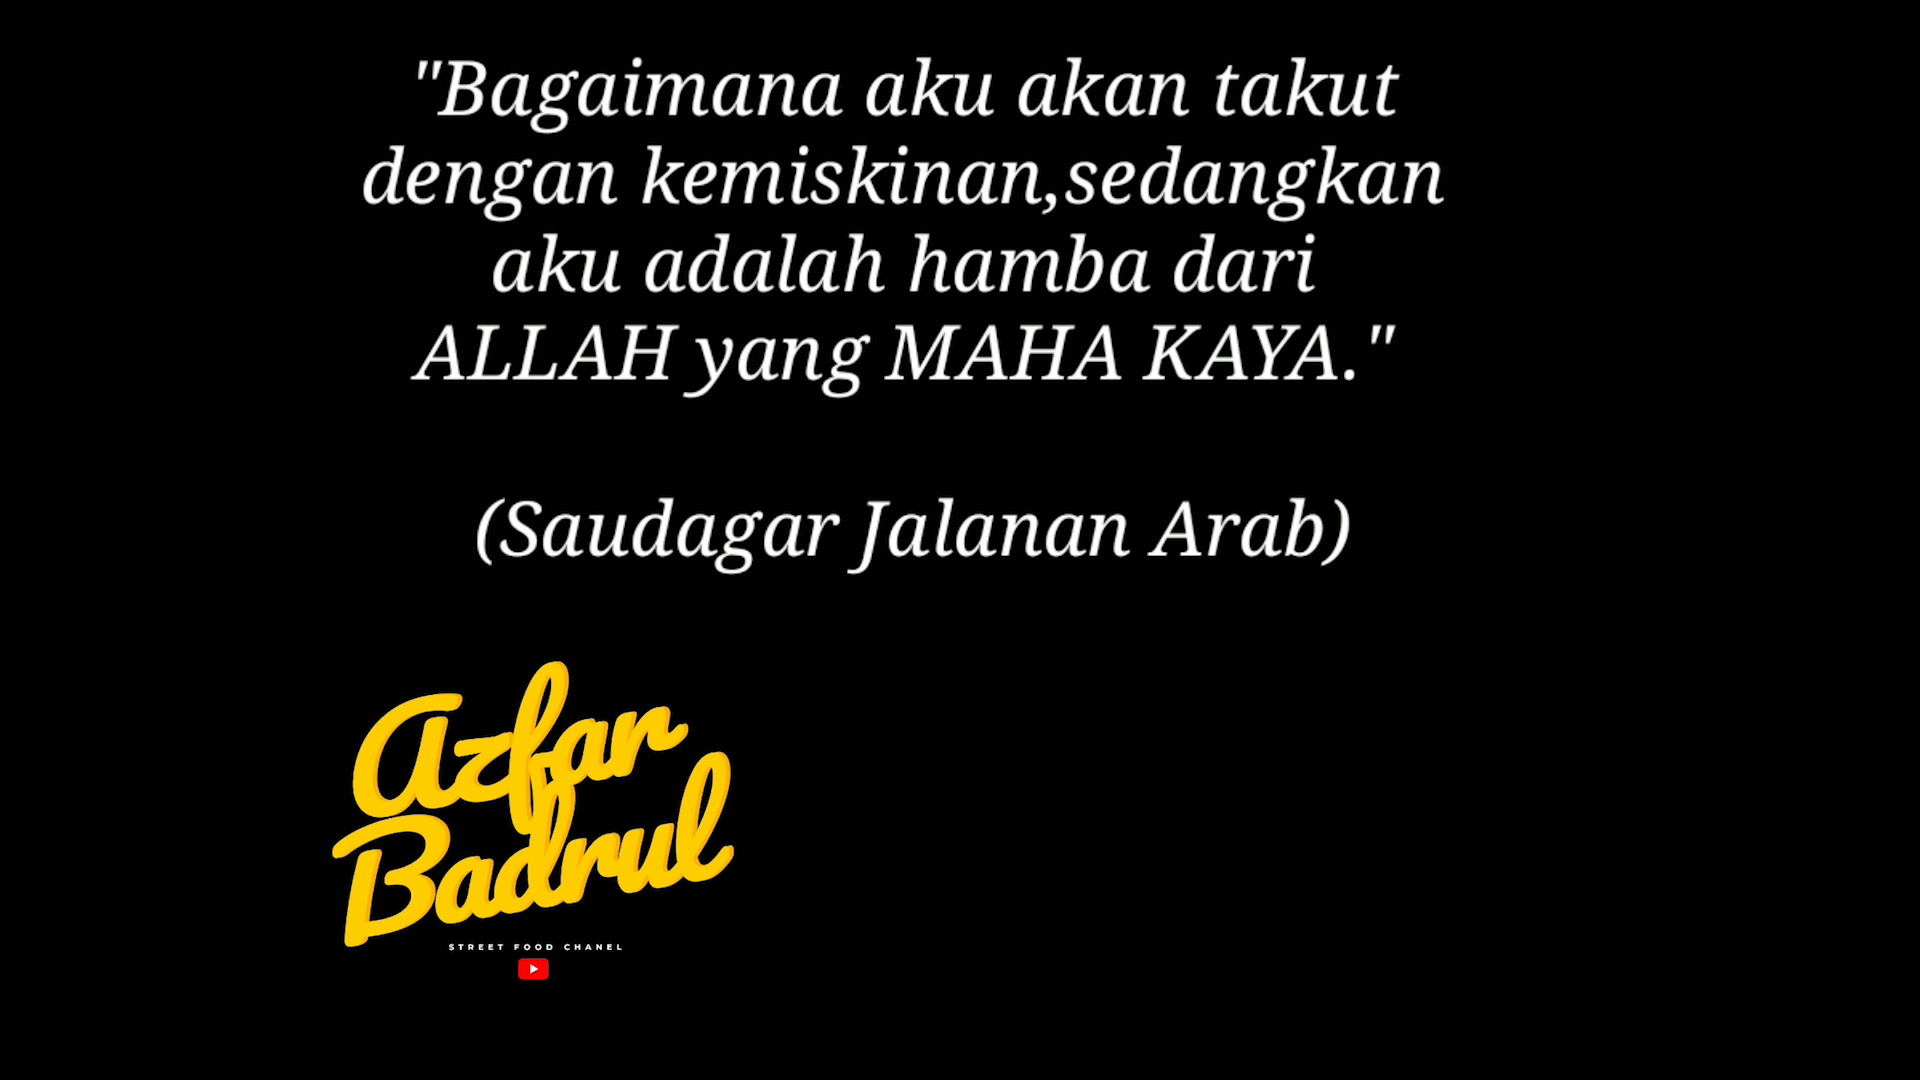 "Bagaimana aku akan takut
dengan kemiskinan,sedangkan
aku adalah hamba dari
ALLAH yang MAHA KAYA."
(Saudagar Jalanan Arab)
Azfar
Badrul
STREET FOOD CHANEL